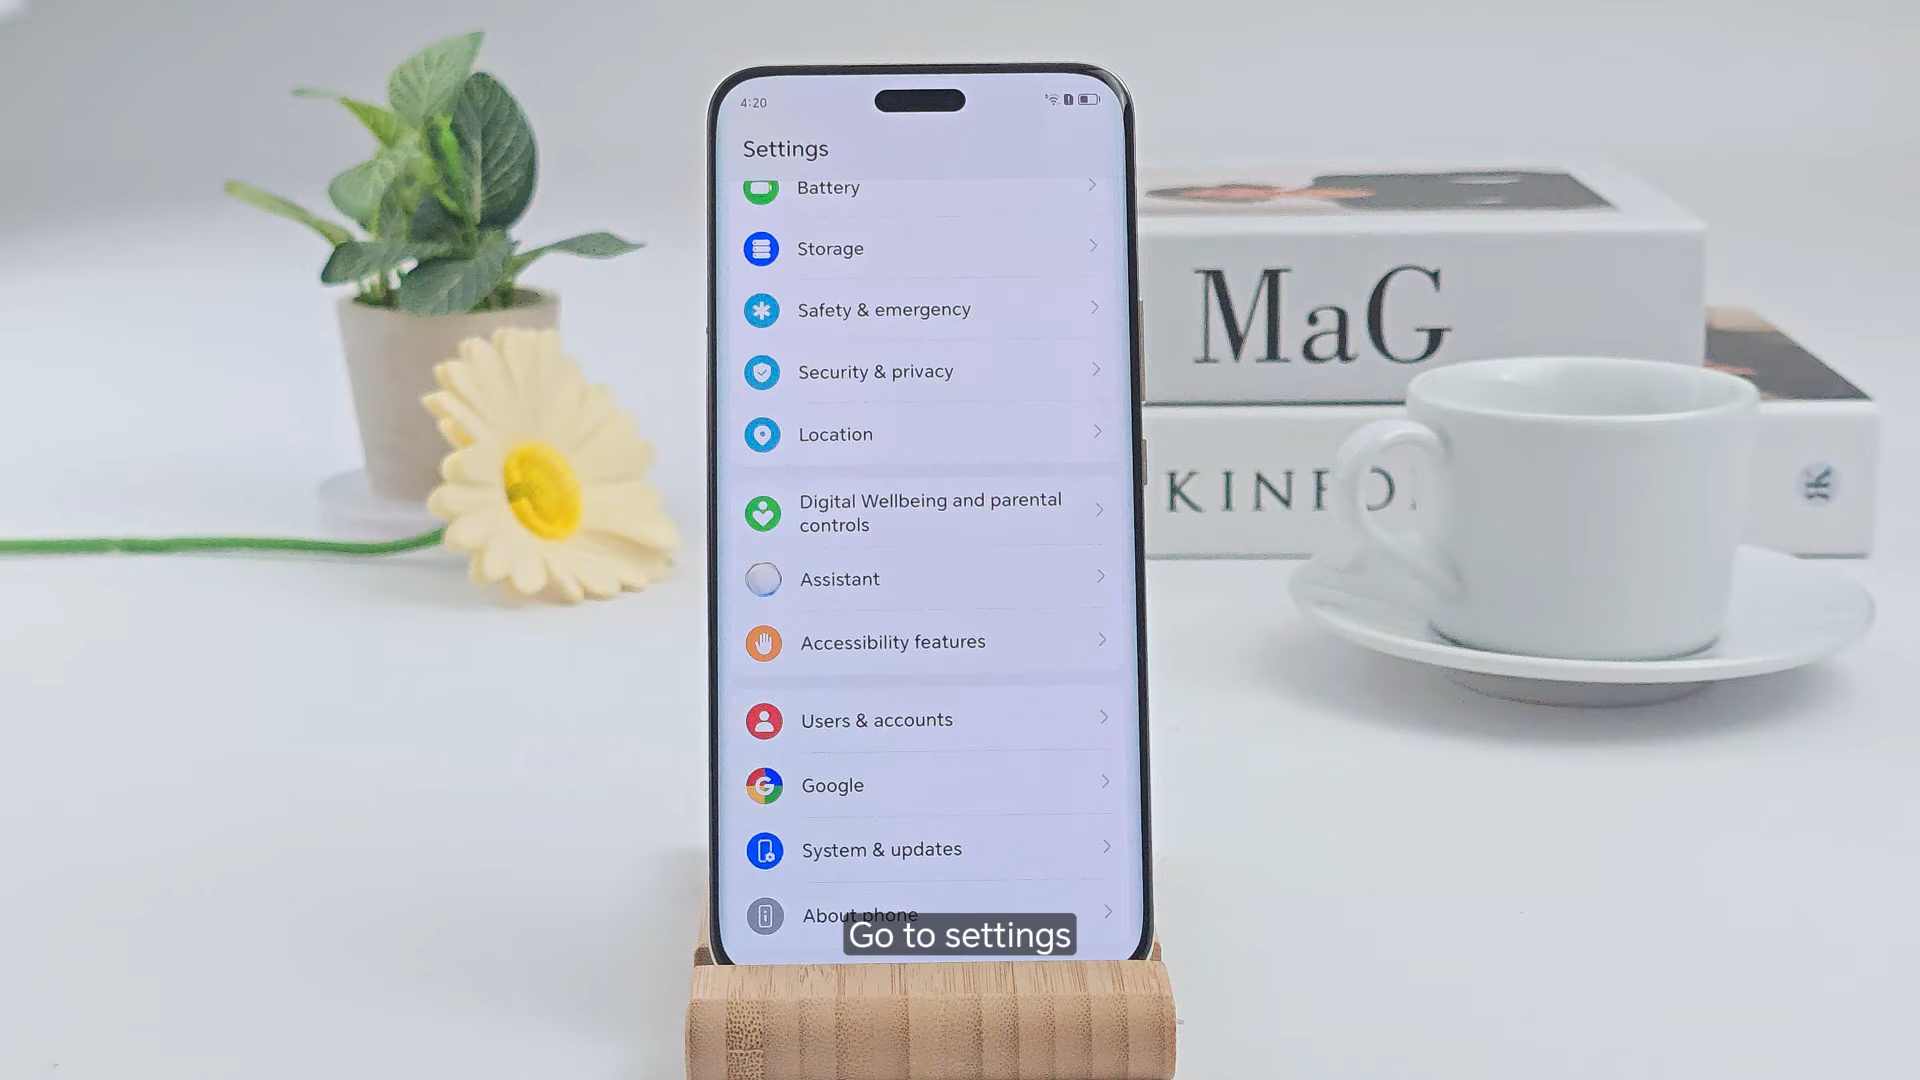 4:20
Settings
Battery
Storage
Safety & emergency
Security & privacy
Location
Digital Wellbeing and parental
controls
Assistant
Accessibility features
Users & accounts
Google
System & updates
About phone
Go to settings
MaG